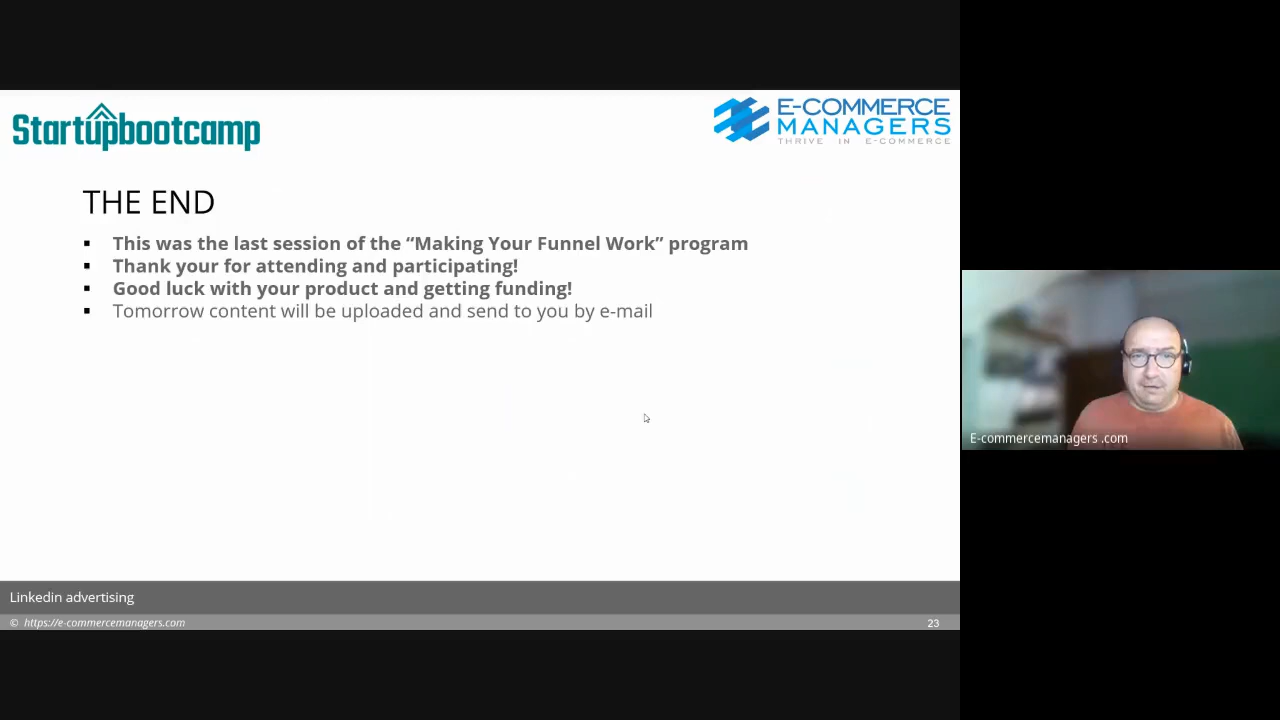 Startupbootcamp
E-COMMERCE
MANAGERS
THRIVE IN E-COMMERCE
THE END
This was the last session of the “Making Your Funnel Work” program
Thank your for attending and participating!
Good luck with your product and getting funding!
Tomorrow content will be uploaded and send to you by e-mail
E-commercemanagers .com
Linkedin advertising
© https://e-commercemanagers.com
23